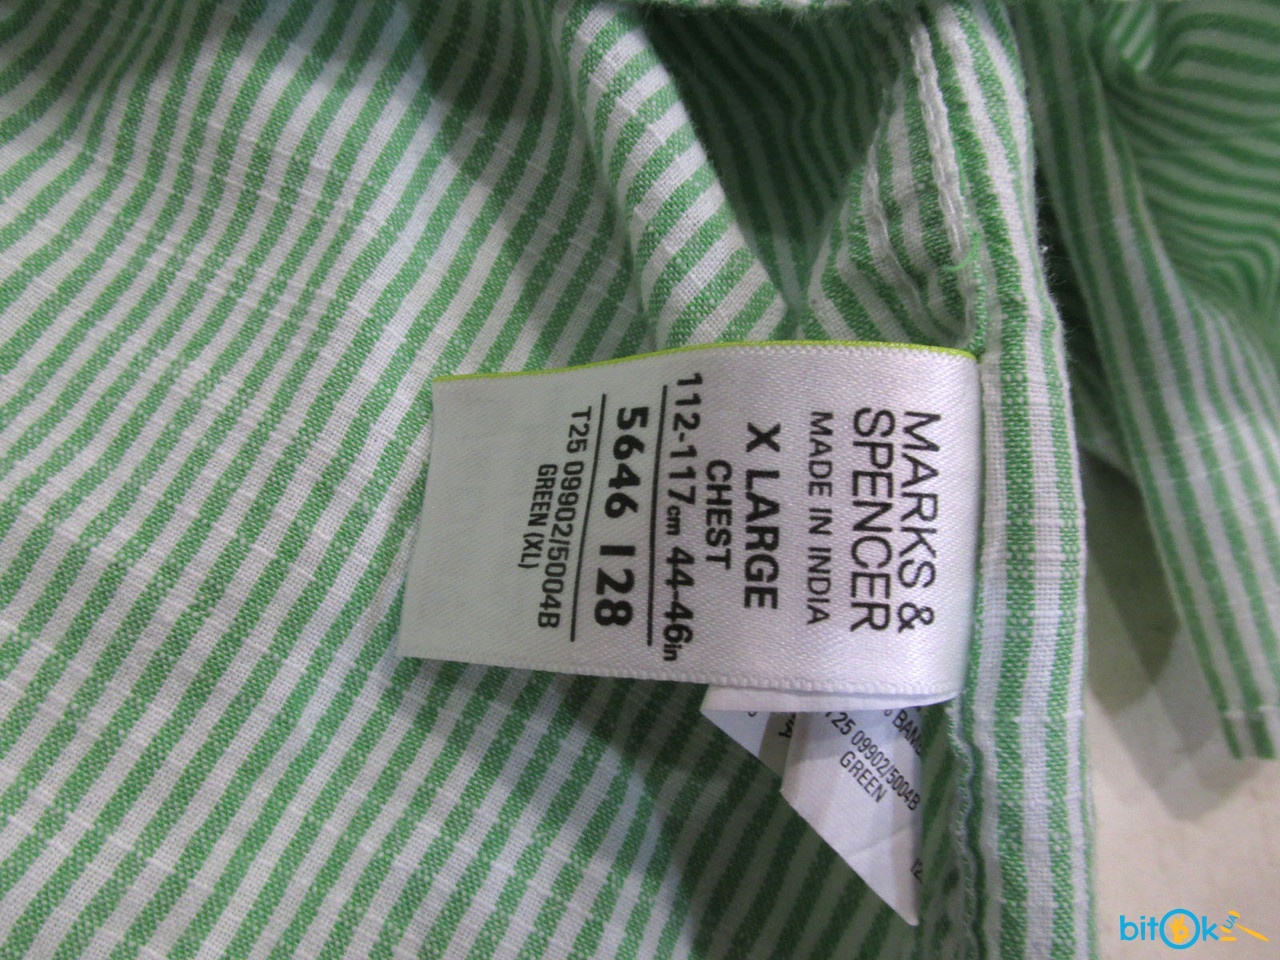 MARKS &
SPENCER
MADE IN INDIA
X LARGE
CHEST
112-117cm 44-46in
5646 128
T25 09902/5004B
GREEN (XL)
T25 09902/5004B
GREEN
bitok